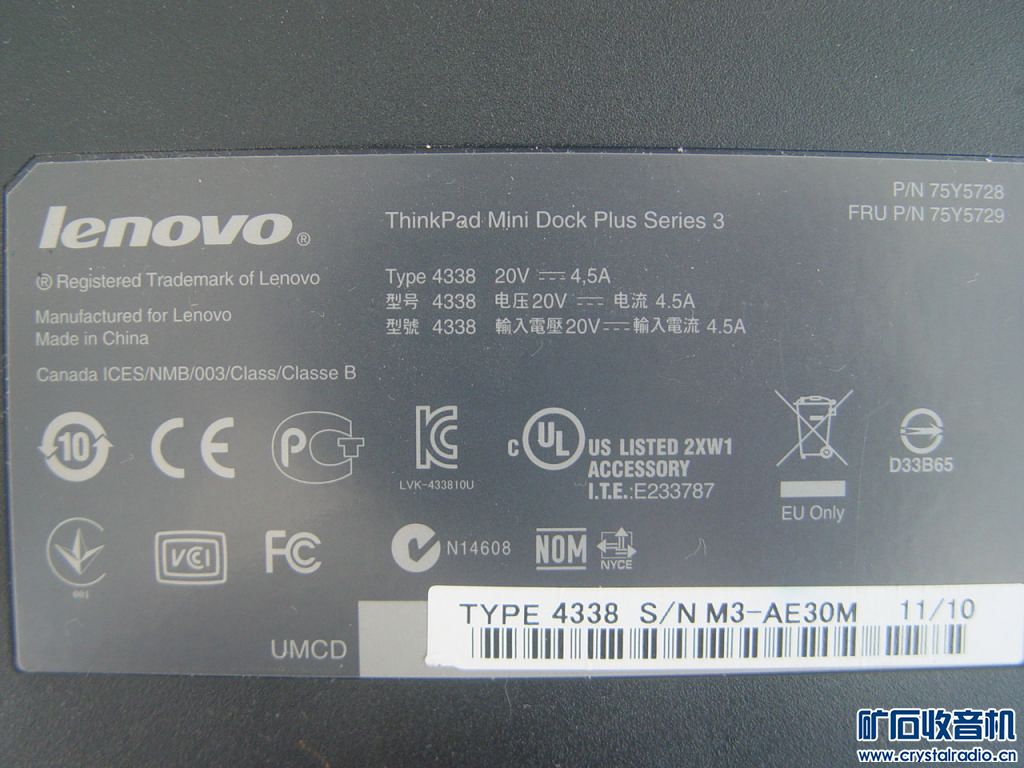 P/N 75Y5728
FRU P/N 75Y5729
lenovo®
ThinkPad Mini Dock Plus Series 3
® Registered Trademark of Lenovo
Manufactured for Lenovo
Made in China
Canada ICES/NMB/003/Class/Classe B
Type 4338 20V ⎓ 4,5A
型号 4338 电压20V ⎓ 电流 4.5A
型號 4338 輸入電壓20V⎓輸入電流 4.5A
10
CE
PCT
KC
LVK-433810U
c UL US LISTED 2XW1
ACCESSORY
I.T.E.:E233787
EU Only
D33B65
001
VCI
FC
N14608
NOM
NYCE
UMCD
TYPE 4338 S/N M3-AE30M 11/10
矿石收音机
www.crystalradio.cn